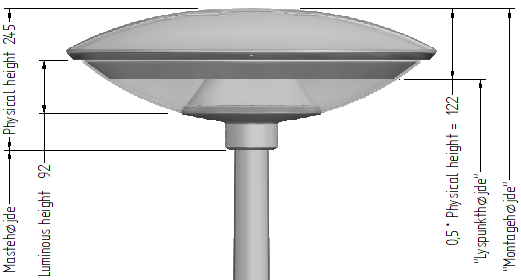 Physical height 245
Mastehøjde
Luminous height 92
0,5* Physical height = 122
"Lyspunkthøjde"
"Montagehøjde"